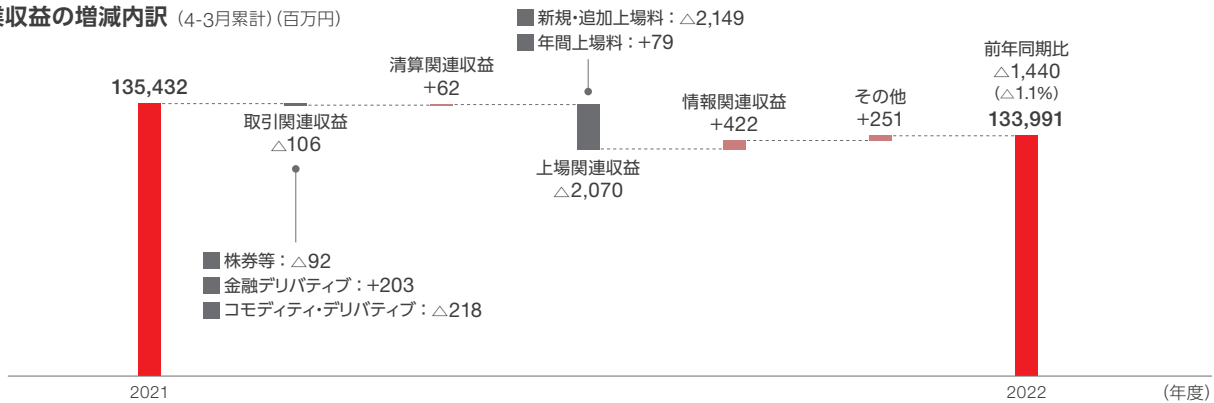 業収益の増減内訳 (4-3月累計)(百万円)
■新規・追加上場料：△2,149
■年間上場料：+79
135,432
取引関連収益
△106
清算関連収益
+62
上場関連収益
△2,070
情報関連収益
+422
その他
+251
前年同期比
△1,440
(△1.1%)
133,991
■株券等：△92
■金融デリバティブ：+203
■コモディティ・デリバティブ：△218
2021
2022
(年度)